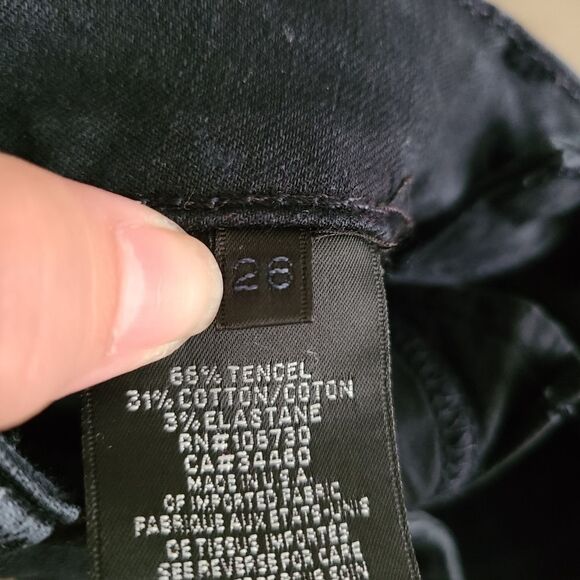 26
66% TENCEL
31% COTTON/COTON
3% ELASTANE
RN#106730
CA#34460
MADE IN U.S.A.
OF IMPORTED FABRIC
FABRIQUE AUX ETATS-UNIS
DE TISSUS IMPORTES
SEE REVERSE FOR CARE